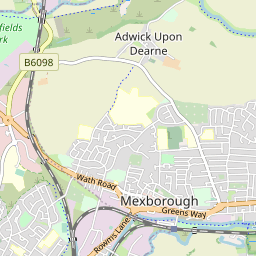 fields
rk
Adwick Upon
Dearne
B6098
Wath Road
Mexborough
Greens Way
Rowms Lane